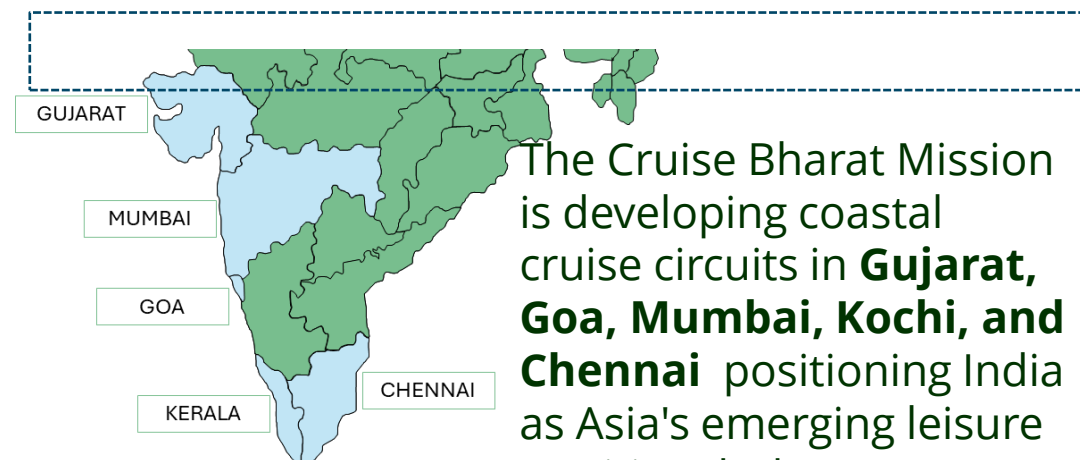 GUJARAT
MUMBAI
GOA
KERALA
CHENNAI
The Cruise Bharat Mission
is developing coastal
cruise circuits in Gujarat,
Goa, Mumbai, Kochi, and
Chennai positioning India
as Asia's emerging leisure